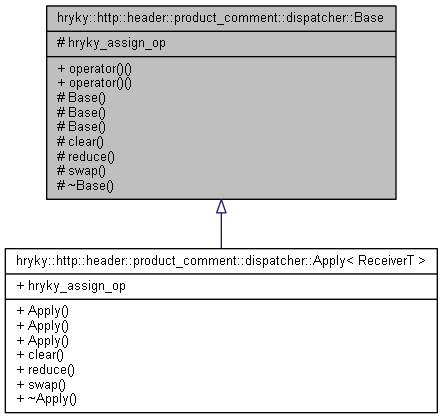 hryky::http::header::product_comment::dispatcher::Base
# hryky_assign_op
+ operator()()
+ operator()()
# Base()
# Base()
# Base()
# clear()
# reduce()
# swap()
# ~Base()
hryky::http::header::product_comment::dispatcher::Apply< ReceiverT >
+ hryky_assign_op
+ Apply()
+ Apply()
+ Apply()
+ clear()
+ reduce()
+ swap()
+ ~Apply()